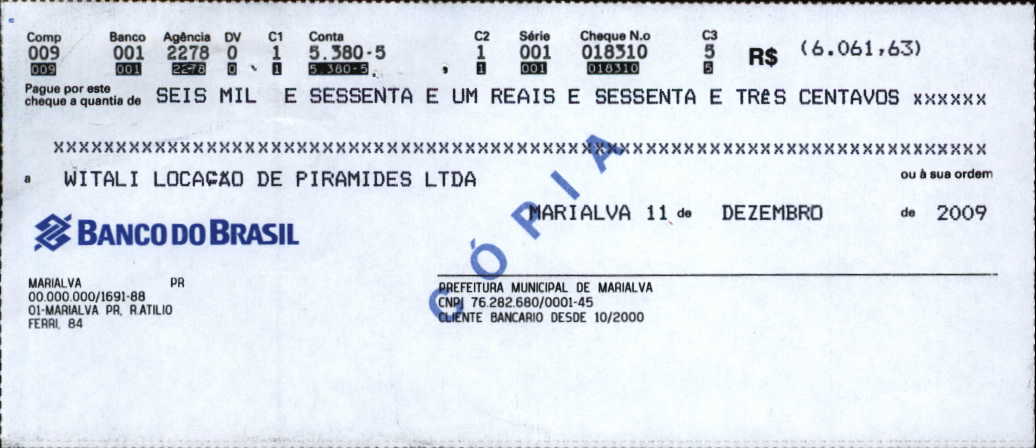 Comp Banco Agência DV C1 Conta C2 Série Cheque N.o C3
009 001 2278 0 1 5.380-5 1 001 018310 5 R$ (6.061,63)
009 001 2278 0 1 5.380-5 1 001 018310 5
Pague por este
cheque a quantia de SEIS MIL E SESSENTA E UM REAIS E SESSENTA E TRÊS CENTAVOS xxxxxx
xxxxxxxxxxxxxxxxxxxxxxxxxxxxxxxxxxxxxxxxxxxxxxxxxxxxxxxxxxxxxxxxxxxxxxxxxxxxxxxxxxxxxxxxxxxxxxxxxxxxxxxxx
a WITALI LOCAÇÃO DE PIRAMIDES LTDA ou à sua ordem
MARIALVA 11 de DEZEMBRO de 2009
BANCO DO BRASIL
CÓPIA
MARIALVA PR
00.000.000/1691-88
01-MARIALVA PR, R.ATILIO
FERRI, 84
PREFEITURA MUNICIPAL DE MARIALVA
CNPJ 76.282.680/0001-45
CLIENTE BANCARIO DESDE 10/2000